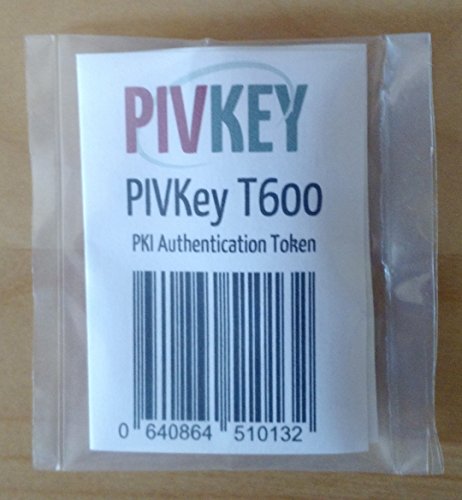 PIVKEY
PIVKey T600
PKI Authentication Token
0 640864 510132